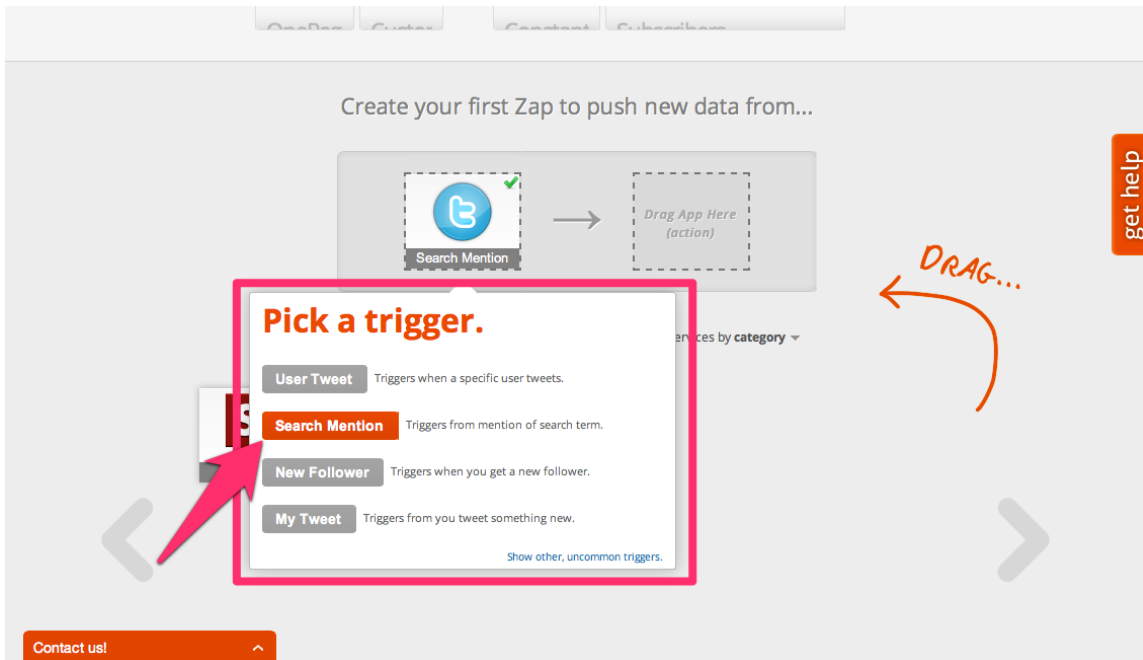 Create your first Zap to push new data from...
get help
Search Mention
Drag App Here
(action)
DRAG...
Pick a trigger.
by category
User Tweet Triggers when a specific user tweets.
Search Mention Triggers from mention of search term.
New Follower Triggers when you get a new follower.
My Tweet Triggers from you tweet something new.
Show other, uncommon triggers.
Contact us!